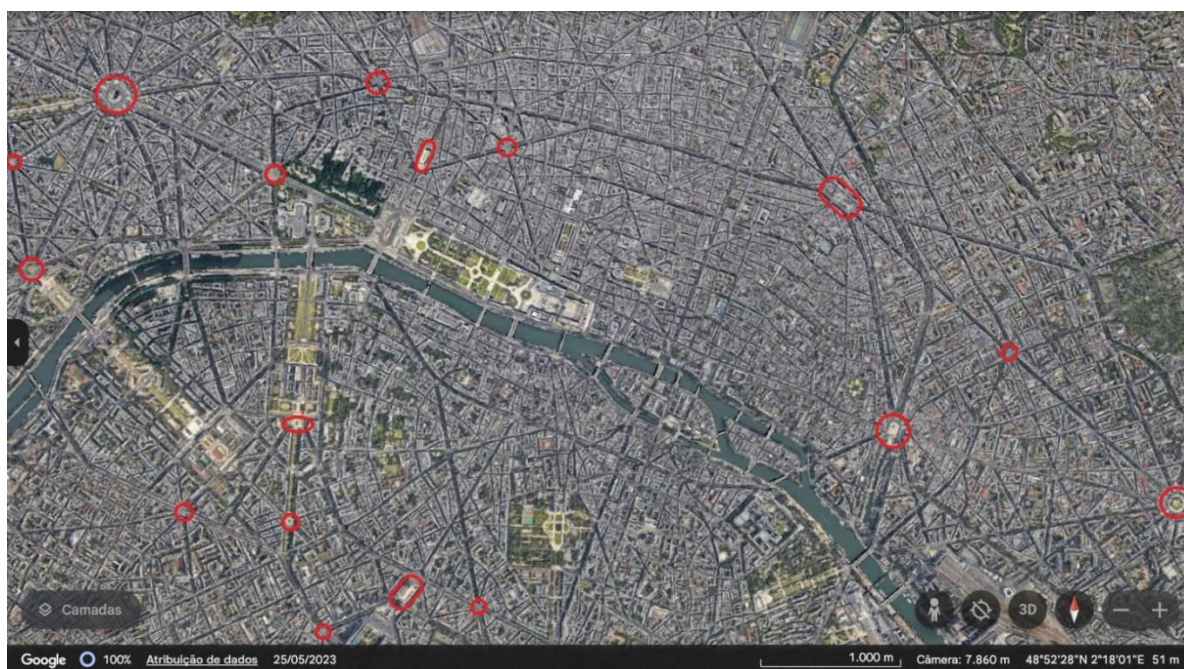 Camadas
3D
Google 100% Atribuição de dados 25/05/2023 1.000 m Câmera: 7.860 m 48°52'28"N 2°18'01"E 51 m